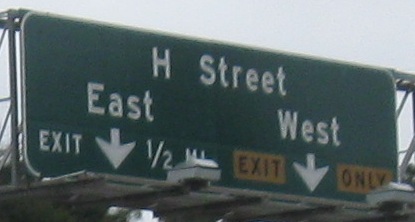 H Street
East West
EXIT 1/2 MI EXIT ONLY